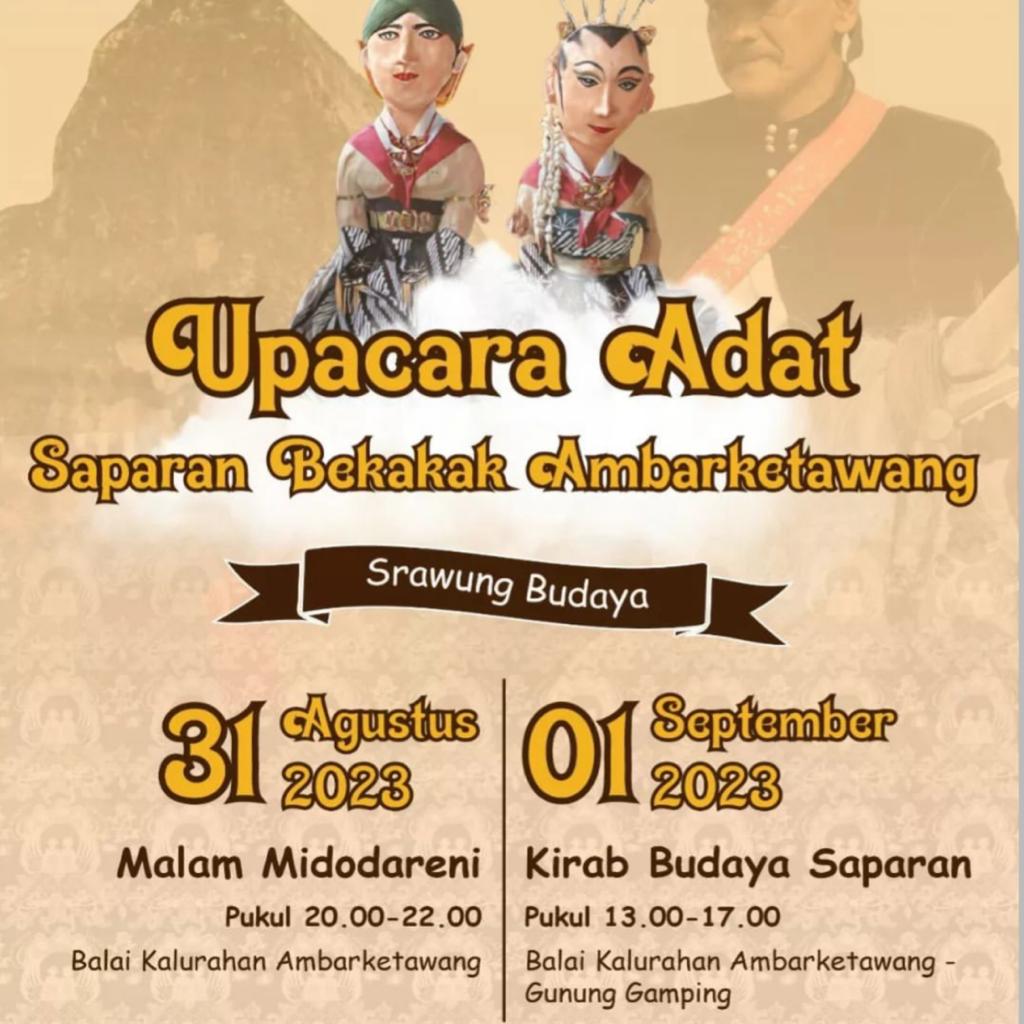 Upacara Adat
Saparan Bekakak Ambarketawang
Srawung Budaya
31 Agustus
2023
Malam Midodareni
Pukul 20.00-22.00
Balai Kalurahan Ambarketawang
01 September
2023
Kirab Budaya Saparan
Pukul 13.00-17.00
Balai Kalurahan Ambarketawang -
Gunung Gamping